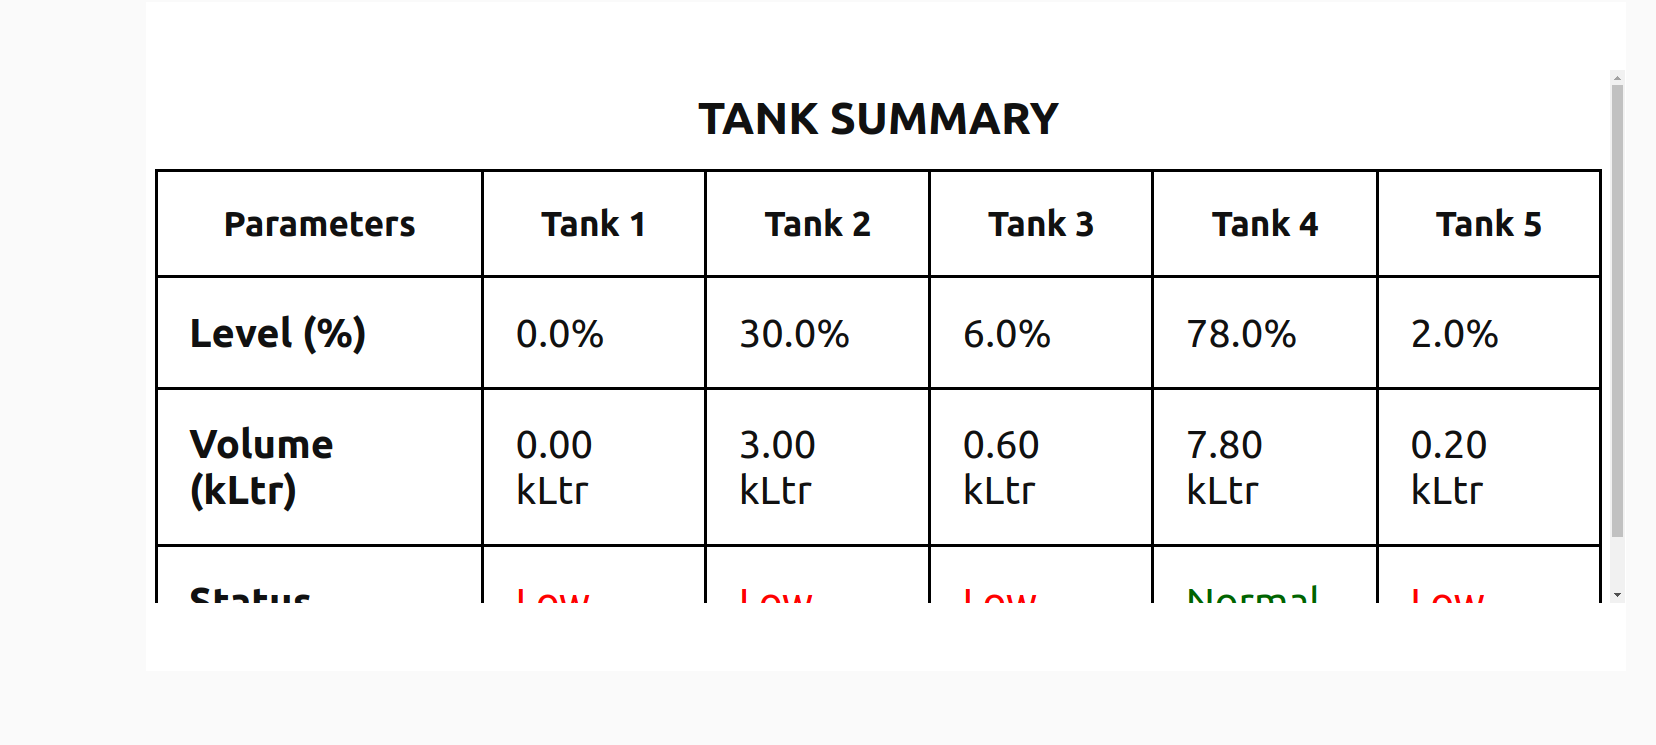 TANK SUMMARY
Parameters Tank 1 Tank 2 Tank 3 Tank 4 Tank 5
Level (%) 0.0% 30.0% 6.0% 78.0% 2.0%
Volume 0.00 3.00 0.60 7.80 0.20
(kLtr) kLtr kLtr kLtr kLtr kLtr
Status Low Low Low Normal Low